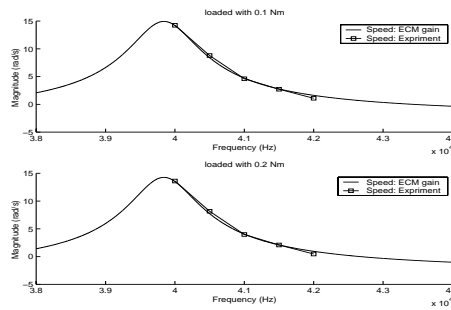 loaded with 0.1 Nm
15
10
5
0
-5
Magnitude (rad/s)
Speed: ECM gain
Speed: Expriment
3.8 3.9 4 4.1 4.2 4.3 4
Frequency (Hz)
x 10
loaded with 0.2 Nm
15
10
5
0
-5
Magnitude (rad/s)
Speed: ECM gain
Speed: Expriment
3.8 3.9 4 4.1 4.2 4.3 4
Frequency (Hz)
x 10